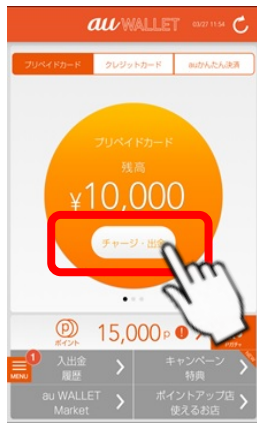 au WALLET 03/27 11:54
プリペイドカード クレジットカード auかんたん決済
プリペイドカード
残高
¥10,000
チャージ・出金
P
ポイント 15,000 P
1
MENU
入出金
履歴
キャンペーン
特典
NEW
au WALLET
Market
ポイントアップ店
使えるお店